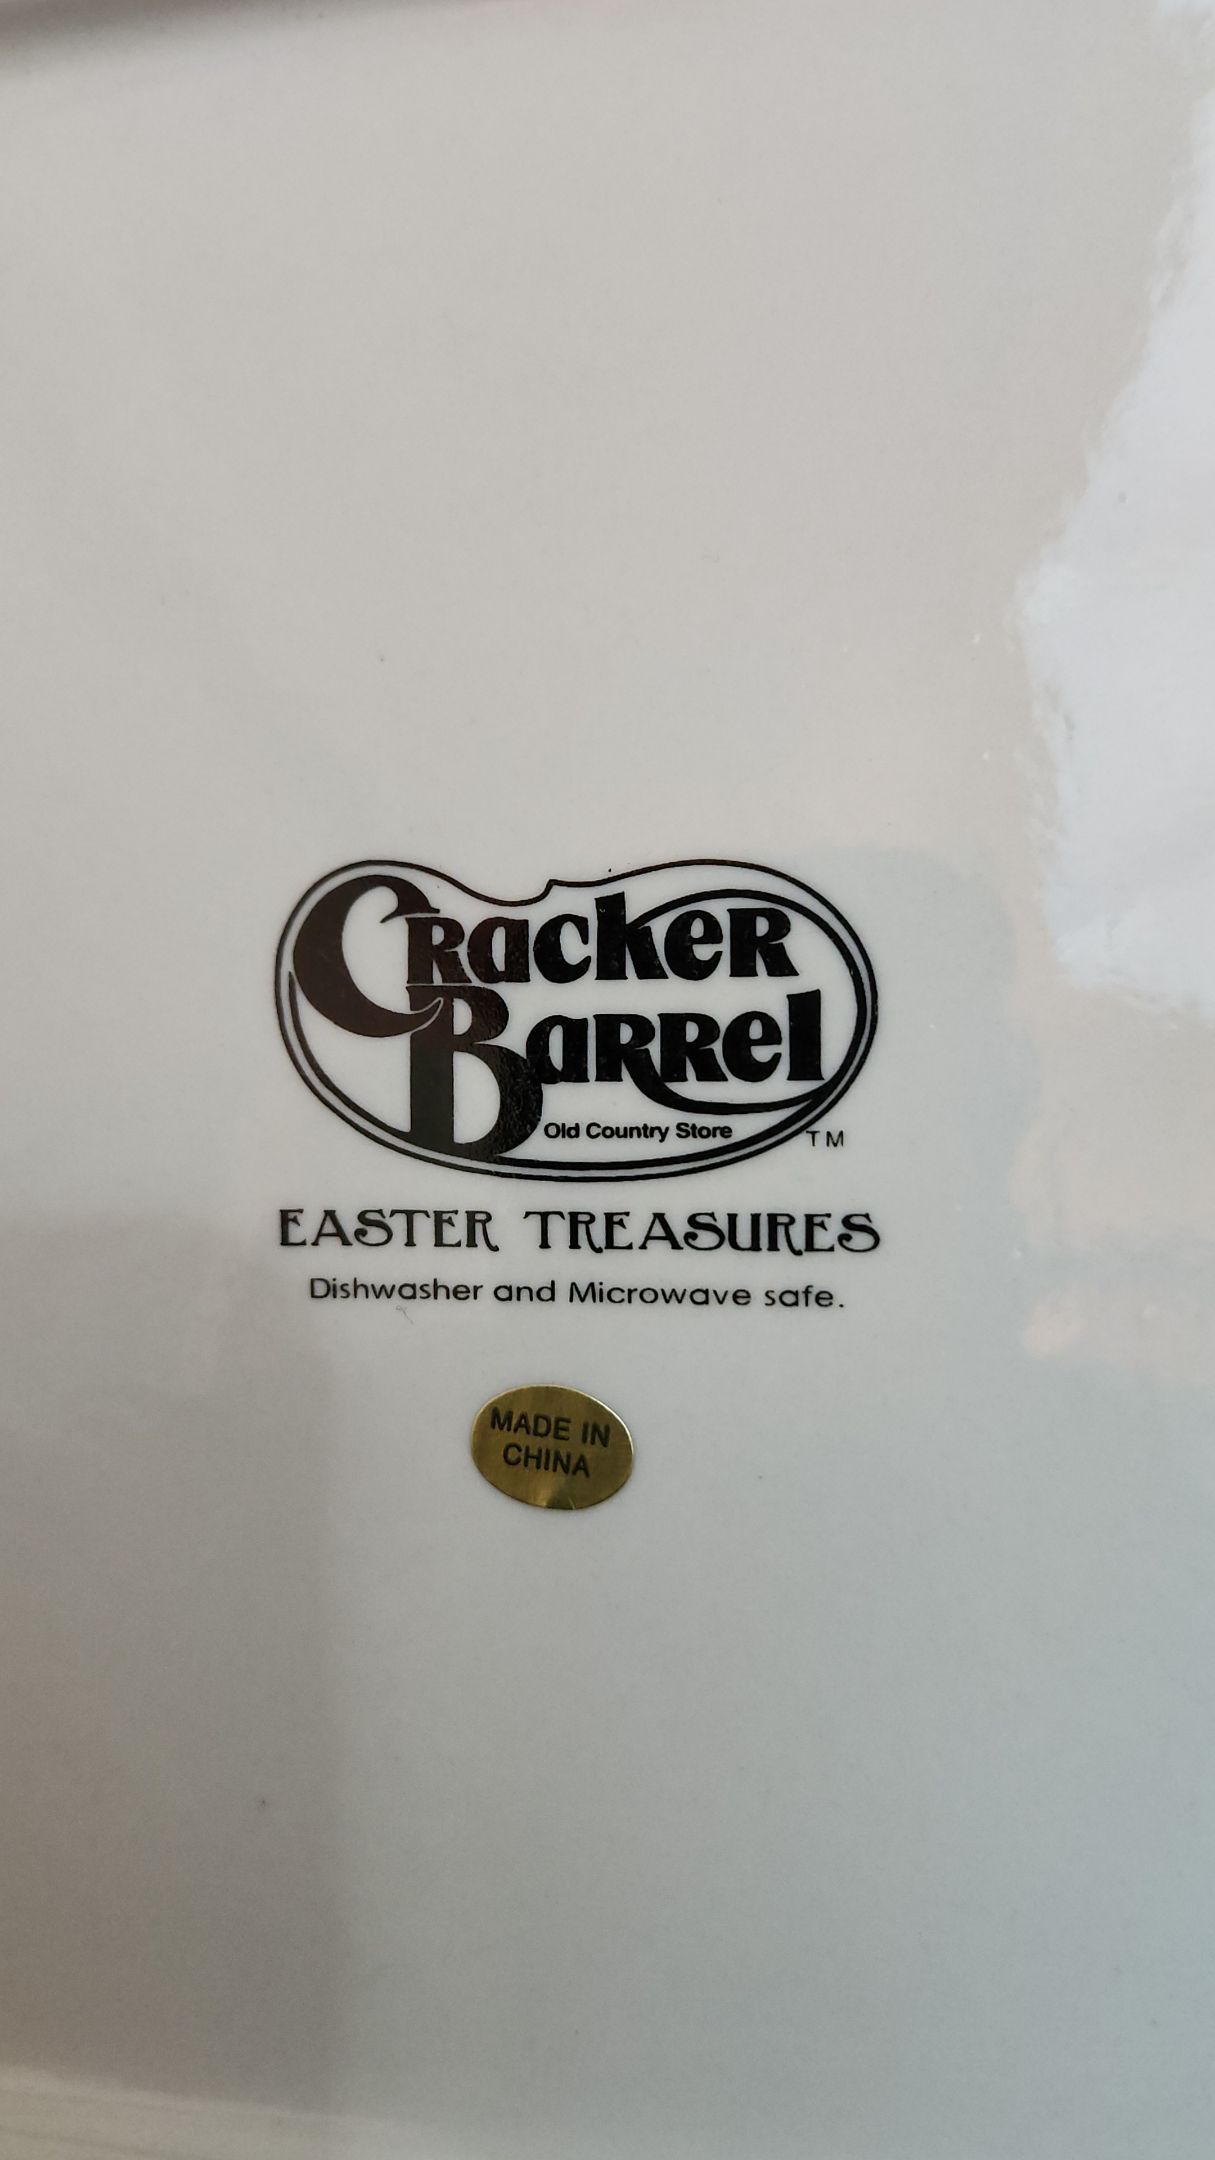 Cracker
Barrel
Old Country Store
TM
EASTER TREASURES
Dishwasher and Microwave safe.
MADE IN
CHINA